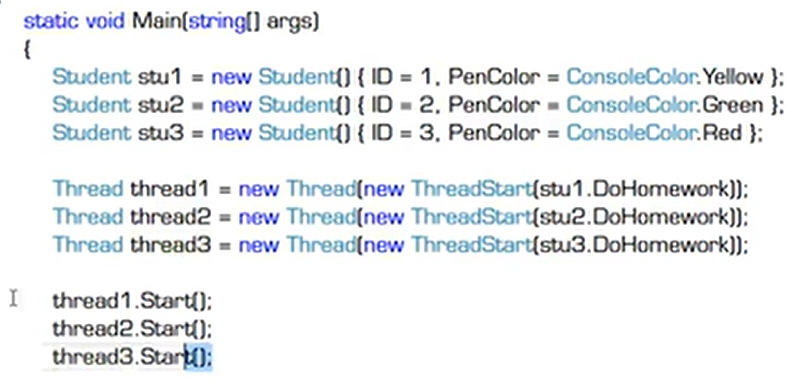 static void Main(string[] args)
{
Student stu1 = new Student() { ID = 1, PenColor = ConsoleColor.Yellow };
Student stu2 = new Student() { ID = 2, PenColor = ConsoleColor.Green };
Student stu3 = new Student() { ID = 3, PenColor = ConsoleColor.Red };
Thread thread1 = new Thread(new ThreadStart(stu1.DoHomework));
Thread thread2 = new Thread(new ThreadStart(stu2.DoHomework));
Thread thread3 = new Thread(new ThreadStart(stu3.DoHomework));
thread1.Start();
thread2.Start();
thread3.Start();